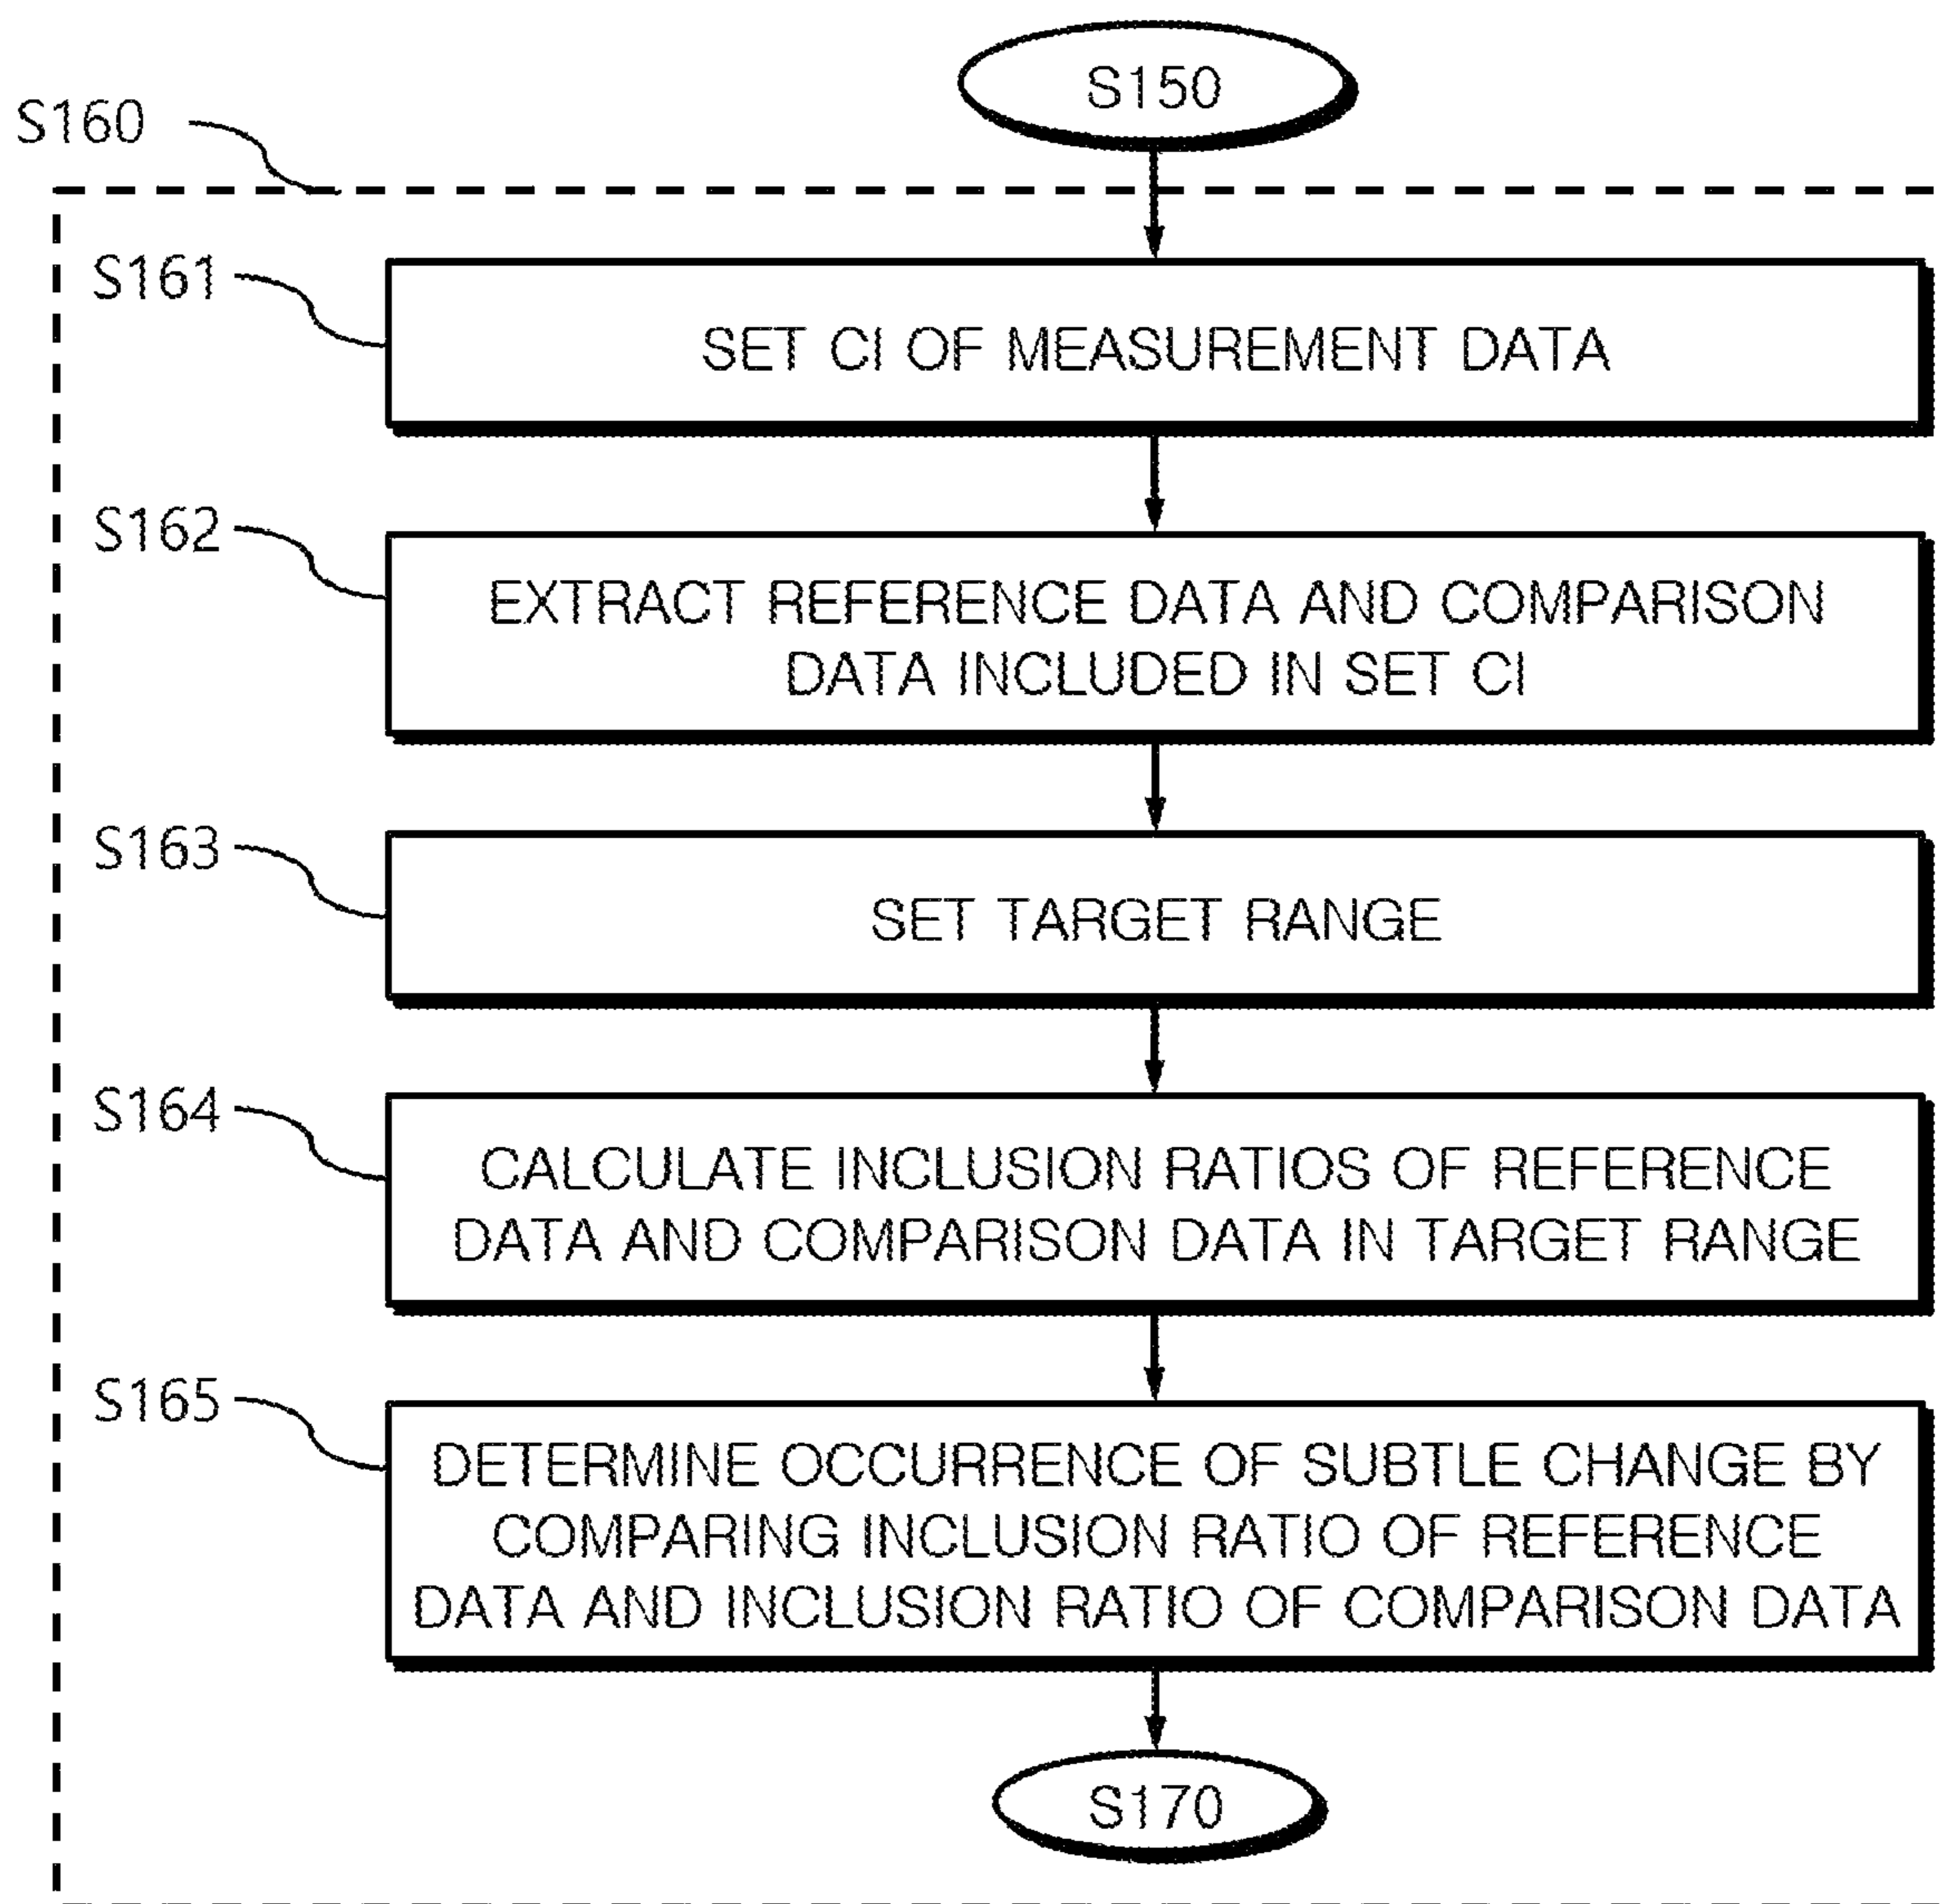 S150
S160
S161
SET CI OF MEASUREMENT DATA
S162
EXTRACT REFERENCE DATA AND COMPARISON
DATA INCLUDED IN SET CI
S163
SET TARGET RANGE
S164
CALCULATE INCLUSION RATIOS OF REFERENCE
DATA AND COMPARISON DATA IN TARGET RANGE
S165
DETERMINE OCCURRENCE OF SUBTLE CHANGE BY
COMPARING INCLUSION RATIO OF REFERENCE
DATA AND INCLUSION RATIO OF COMPARISON DATA
S170